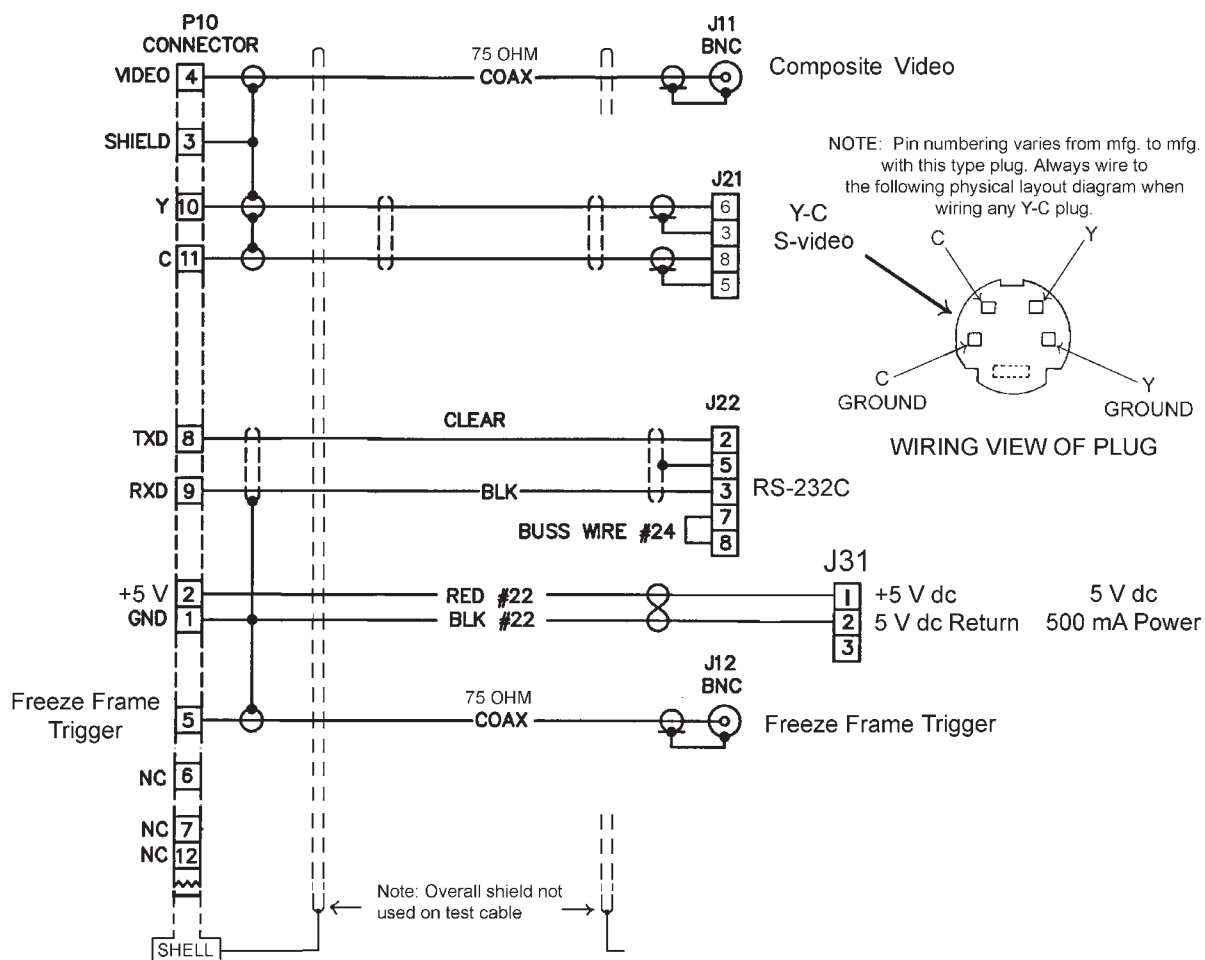 P10
CONNECTOR
VIDEO 4
75 OHM
COAX
J11
BNC
Composite Video
SHIELD 3
NOTE: Pin numbering varies from mfg. to mfg.
with this type plug. Always wire to
the following physical layout diagram when
wiring any Y-C plug.
Y 10
C 11
J21
6
3
8
5
Y-C
S-video
C
Y
C
GROUND
Y
GROUND
WIRING VIEW OF PLUG
TXD 8
CLEAR
RXD 9
BLK
BUSS WIRE #24
J22
2
5
3
7
8
RS-232C
+5 V 2
RED #22
GND 1
BLK #22
J31
1 +5 V dc 5 V dc
2 5 V dc Return 500 mA Power
3
Freeze Frame
Trigger
5
75 OHM
COAX
J12
BNC
Freeze Frame Trigger
NC 6
NC 7
NC 12
Note: Overall shield not
used on test cable
SHELL